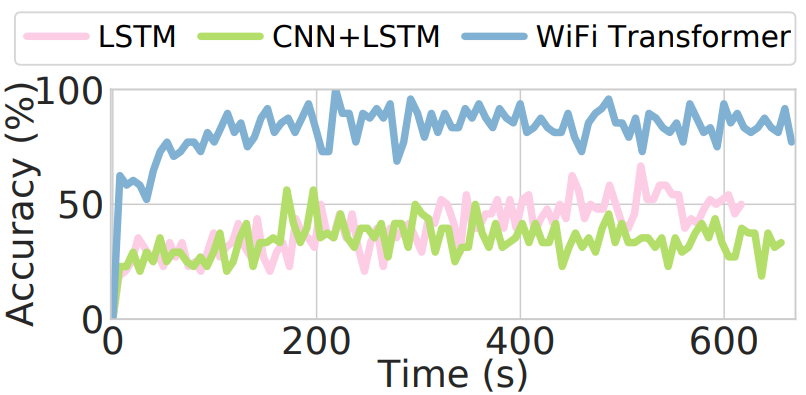 LSTM CNN+LSTM WiFi Transformer
Accuracy (%)
100
50
0
0 200 400 600
Time (s)